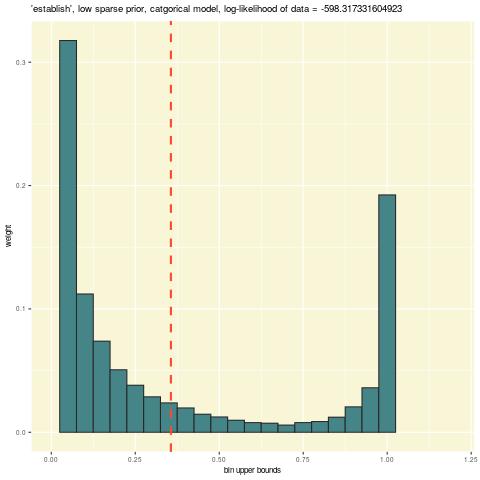 'establish', low sparse prior, catgorical model, log-likelihood of data = -598.317331604923
0.3
0.2
0.1
0.0
weight
0.00 0.25 0.50 0.75 1.00 1.25
bin upper bounds